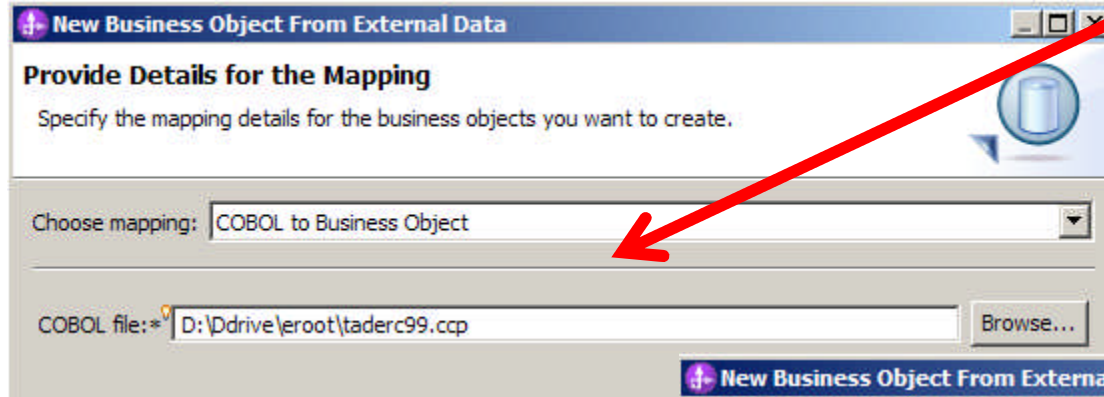 New Business Object From External Data
Provide Details for the Mapping
Specify the mapping details for the business objects you want to create.
Choose mapping: COBOL to Business Object
COBOL file:* D:\Ddrive\eroot\taderc99.ccp Browse...
New Business Object From Externa